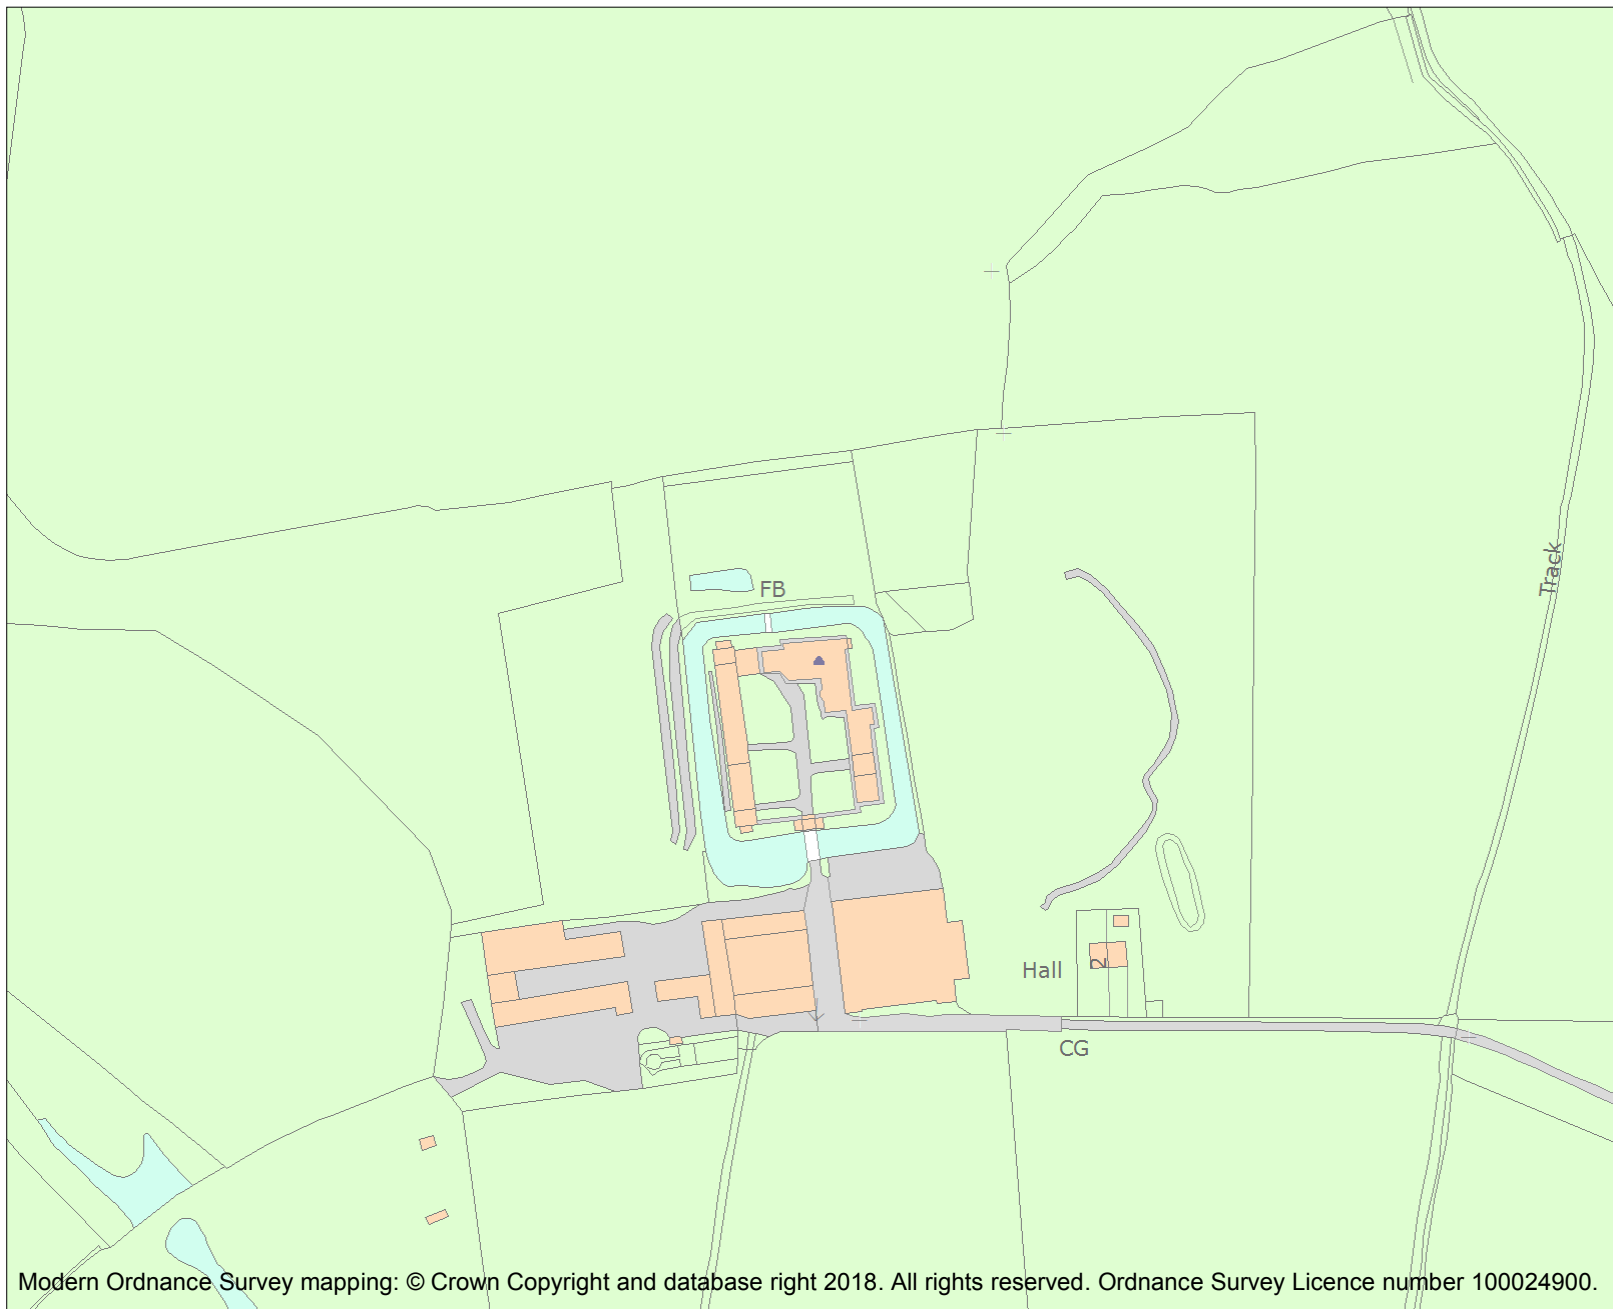 Track
FB
Hall
2
CG
Modern Ordnance Survey mapping: © Crown Copyright and database right 2018. All rights reserved. Ordnance Survey Licence number 100024900.